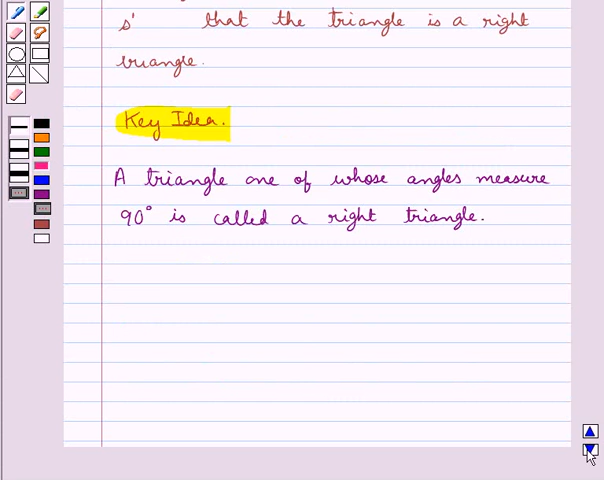 s' that the triangle is a right
triangle.
Key Idea.
A triangle one of whose angles measure
90° is called a right triangle.